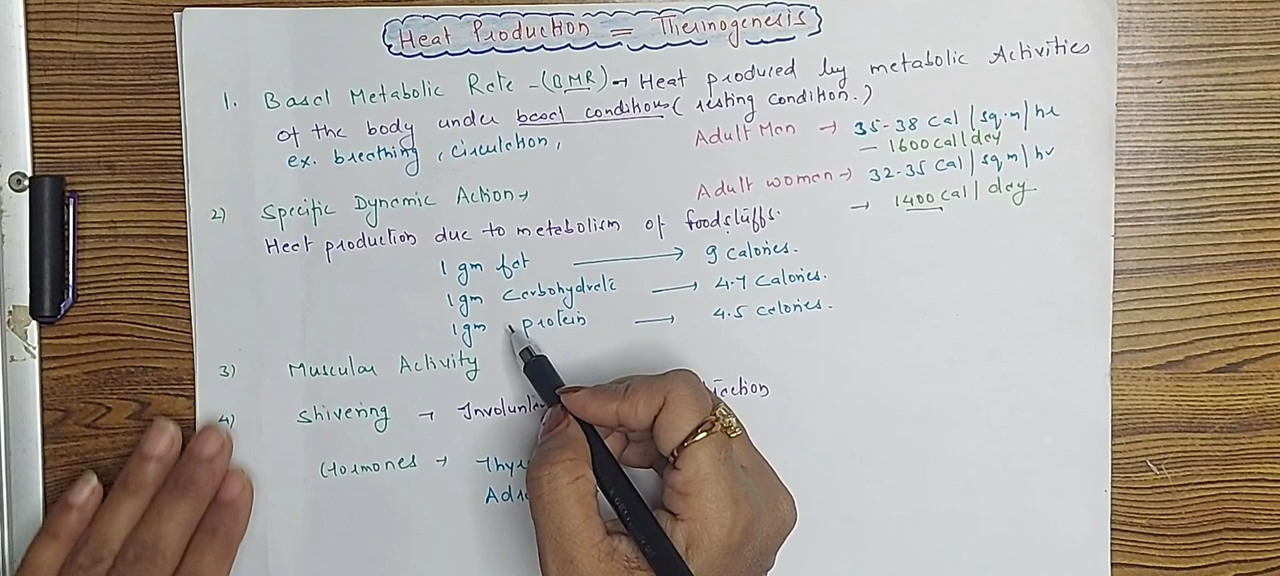 Heat Production = Thermogenesis
1. Basal Metabolic Rate - (BMR) → Heat produced by metabolic Activities
of the body under basal conditions ( resting condition.)
ex. breathing, circulation,
Adult Man → 35-38 Cal / sq.m / hr
— 1600 cal / day
Adult women → 32-35 Cal / sq m / hr
→ 1400 cal / day
2) Specific Dynamic Action →
Heat production due to metabolism of foodstuffs.
1 gm fat → 9 Calories.
1 gm Carbohydrate → 4.7 Calories.
1 gm protein → 4.5 Calories.
3) Muscular Activity
4) Shivering →
Hormones →